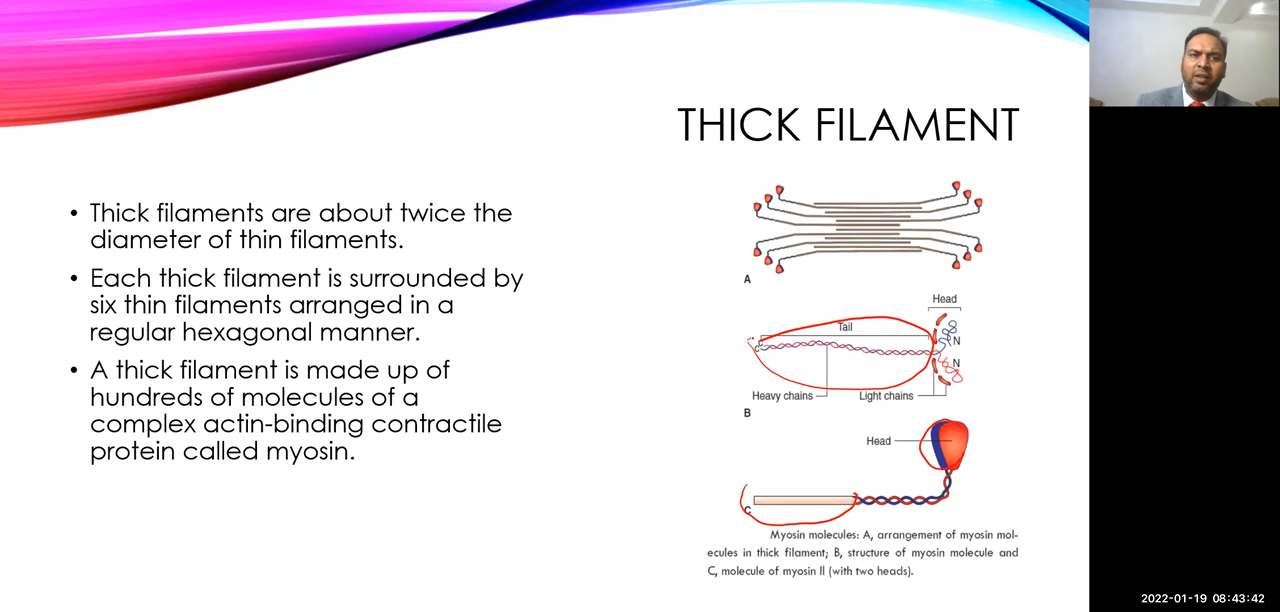 THICK FILAMENT
• Thick filaments are about twice the
diameter of thin filaments.
• Each thick filament is surrounded by
six thin filaments arranged in a
regular hexagonal manner.
• A thick filament is made up of
hundreds of molecules of a
complex actin-binding contractile
protein called myosin.
A
Head
Tail
C
C
N
N
Heavy chains
Light chains
B
Head
C
Myosin molecules: A, arrangement of myosin mol-
ecules in thick filament; B, structure of myosin molecule and
C, molecule of myosin II (with two heads).
2022-01-19 08:43:42